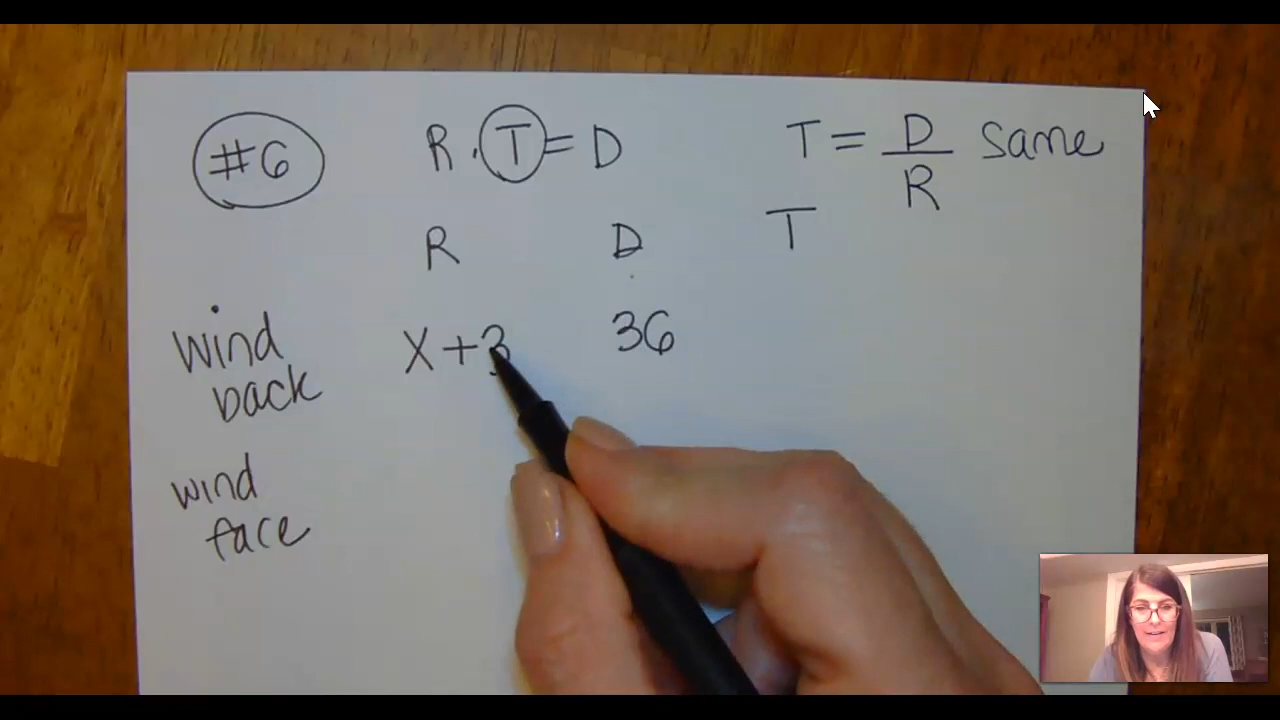 #6 R · T = D T = D/R same
R D T
wind back X + 3 36
wind face